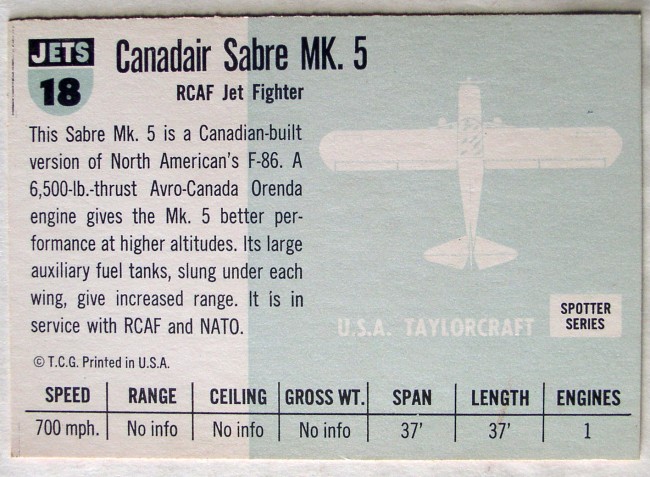 JETS
18
Canadair Sabre MK. 5
RCAF Jet Fighter
This Sabre Mk. 5 is a Canadian-built
version of North American's F-86. A
6,500-lb.-thrust Avro-Canada Orenda
engine gives the Mk. 5 better per-
formance at higher altitudes. Its large
auxiliary fuel tanks, slung under each
wing, give increased range. It is in
service with RCAF and NATO.
© T.C.G. Printed in U.S.A.
U.S.A. TAYLORCRAFT
SPOTTER
SERIES
SPEED RANGE CEILING GROSS WT. SPAN LENGTH ENGINES
700 mph. No info No info No info 37' 37' 1